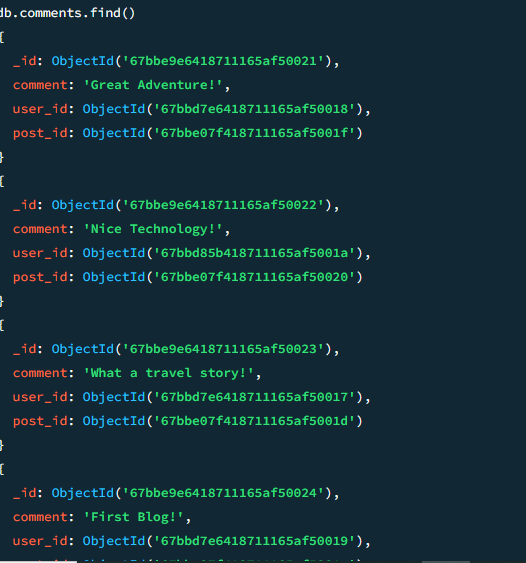 db.comments.find()
{
_id: ObjectId('67bbe9e6418711165af50021'),
comment: 'Great Adventure!',
user_id: ObjectId('67bbd7e6418711165af50018'),
post_id: ObjectId('67bbe07f418711165af5001f')
}
{
_id: ObjectId('67bbe9e6418711165af50022'),
comment: 'Nice Technology!',
user_id: ObjectId('67bbd85b418711165af5001a'),
post_id: ObjectId('67bbe07f418711165af50020')
}
{
_id: ObjectId('67bbe9e6418711165af50023'),
comment: 'What a travel story!',
user_id: ObjectId('67bbd7e6418711165af50017'),
post_id: ObjectId('67bbe07f418711165af5001d')
}
{
_id: ObjectId('67bbe9e6418711165af50024'),
comment: 'First Blog!',
user_id: ObjectId('67bbd7e6418711165af50019'),